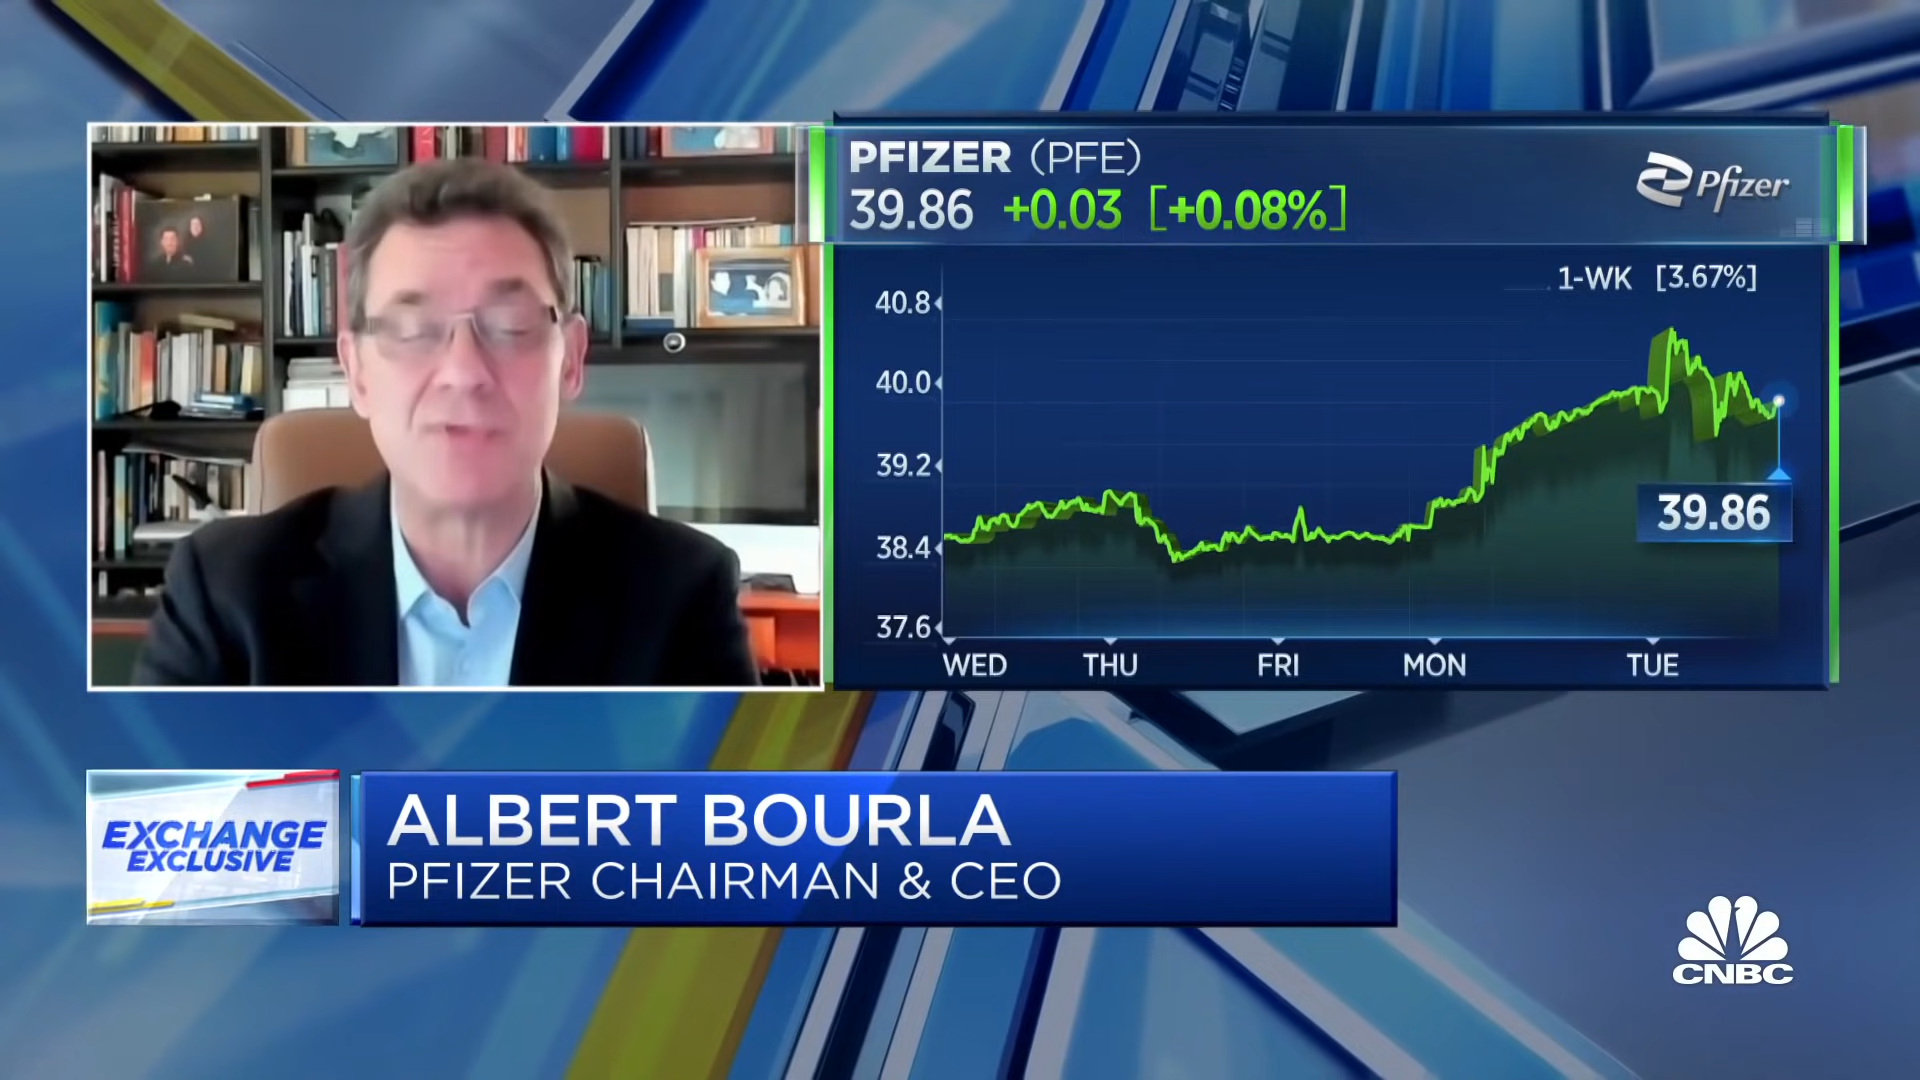 PFIZER (PFE)
39.86 +0.03 [+0.08%]
Pfizer
1-WK [3.67%]
40.8
40.0
39.2
38.4
37.6
39.86
WED THU FRI MON TUE
EXCHANGE
EXCLUSIVE
ALBERT BOURLA
PFIZER CHAIRMAN & CEO
CNBC